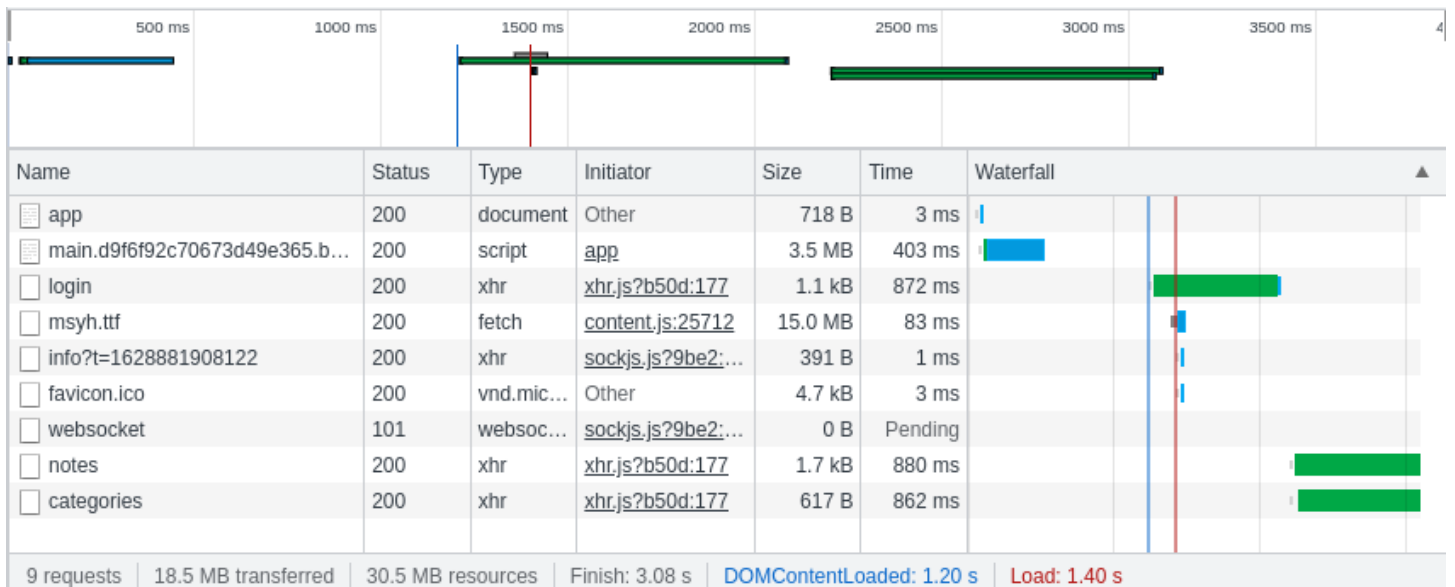 500 ms 1000 ms 1500 ms 2000 ms 2500 ms 3000 ms 3500 ms 4
Name Status Type Initiator Size Time Waterfall ▲
app 200 document Other 718 B 3 ms
main.d9f6f92c70673d49e365.b... 200 script app 3.5 MB 403 ms
login 200 xhr xhr.js?b50d:177 1.1 kB 872 ms
msyh.ttf 200 fetch content.js:25712 15.0 MB 83 ms
info?t=1628881908122 200 xhr sockjs.js?9be2:... 391 B 1 ms
favicon.ico 200 vnd.mic... Other 4.7 kB 3 ms
websocket 101 websoc... sockjs.js?9be2:... 0 B Pending
notes 200 xhr xhr.js?b50d:177 1.7 kB 880 ms
categories 200 xhr xhr.js?b50d:177 617 B 862 ms
9 requests 18.5 MB transferred 30.5 MB resources Finish: 3.08 s DOMContentLoaded: 1.20 s Load: 1.40 s